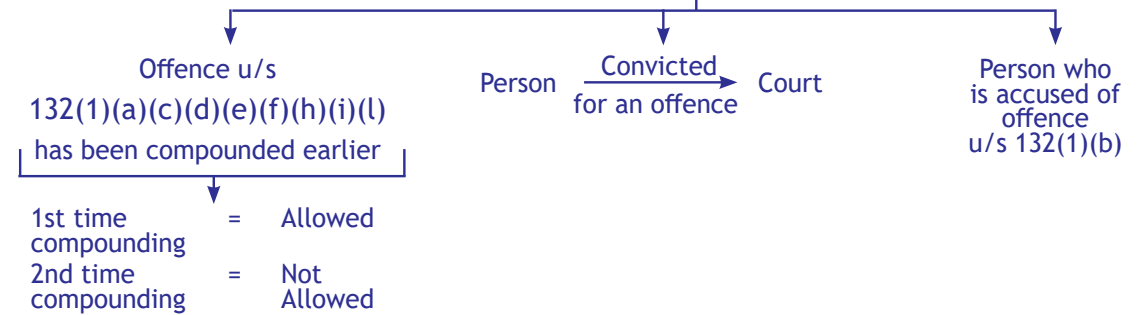 Offence u/s
132(1)(a)(c)(d)(e)(f)(h)(i)(l)
has been compounded earlier
1st time = Allowed
compounding
2nd time = Not
compounding Allowed
Person Convicted Court
for an offence
Person who
is accused of
offence
u/s 132(1)(b)